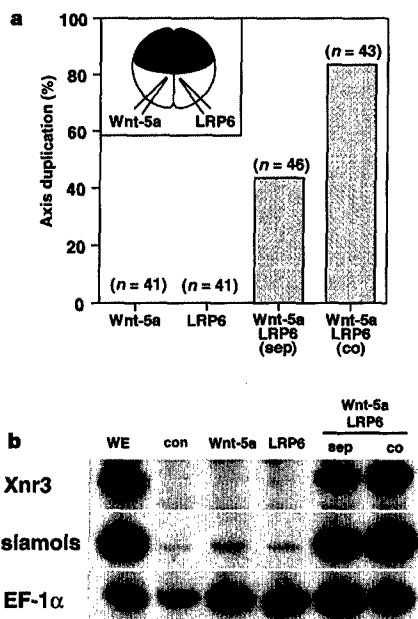 a
100
80
60
40
20
0
Axis duplication (%)
Wnt-5a LRP6
(n = 41) (n = 41) (n = 46) (n = 43)
Wnt-5a LRP6 Wnt-5a Wnt-5a
LRP6 LRP6
(sep) (co)
b
Wnt-5a
LRP6
WE con Wnt-5a LRP6 sep co
Xnr3
siamois
EF-1α